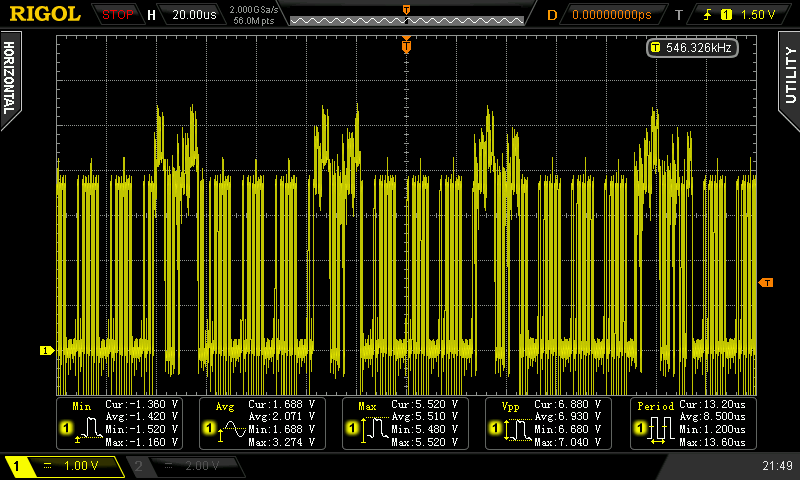 RIGOL STOP H 20.00us 2.000GSa/s 56.0M pts D 0.00000000ps T 1 1.50 V
T
T 546.326kHz
HORIZONTAL
UTILITY
T
1
Min Cur:-1.360 V Avg:-1.420 V Min:-1.520 V Max:-1.160 V
Avg Cur:1.688 V Avg:2.071 V Min:1.688 V Max:3.274 V
Max Cur:5.520 V Avg:5.510 V Min:5.480 V Max:5.520 V
Vpp Cur:6.880 V Avg:6.930 V Min:6.680 V Max:7.040 V
Period Cur:13.20us Avg:8.500us Min:1.200us Max:13.60us
1 1.00 V 2 2.00 V 21:49